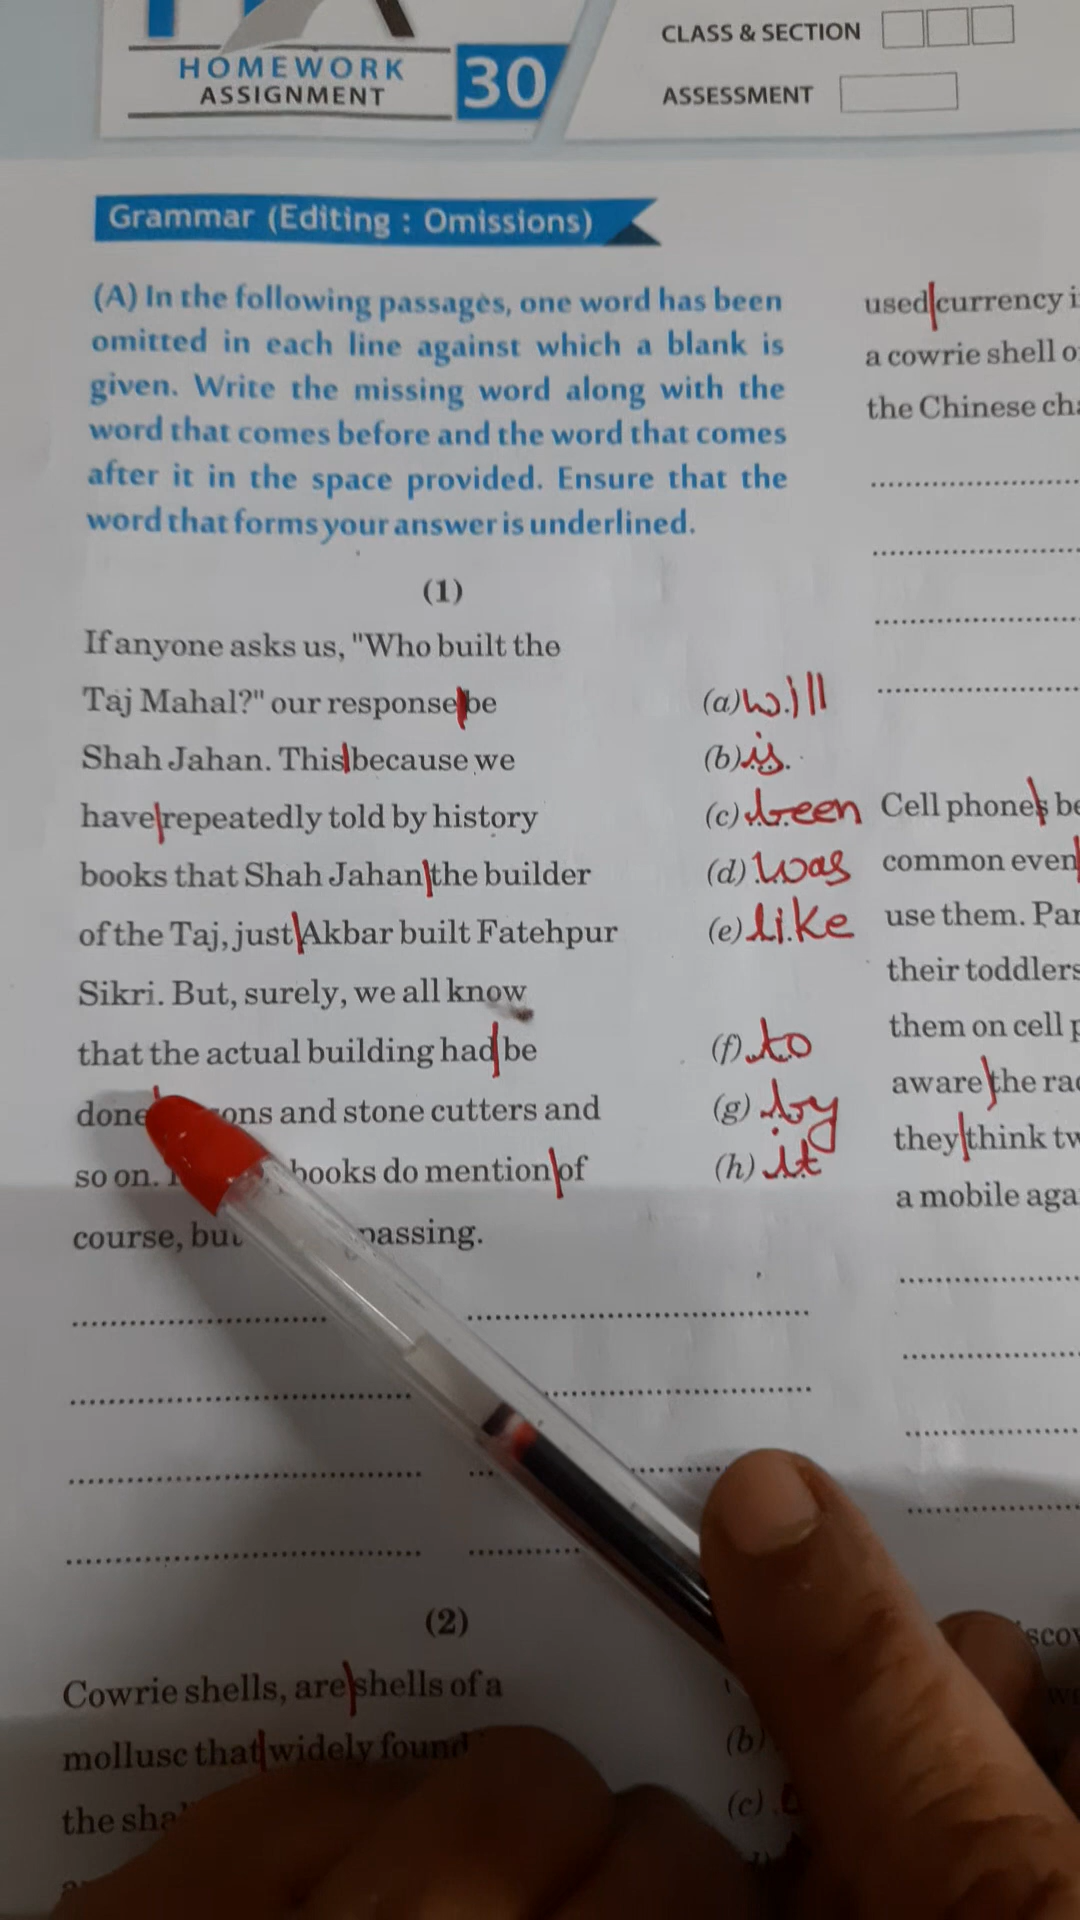 HOMEWORK
ASSIGNMENT
30
CLASS & SECTION
ASSESSMENT
Grammar (Editing : Omissions)
(A) In the following passages, one word has been
omitted in each line against which a blank is
given. Write the missing word along with the
word that comes before and the word that comes
after it in the space provided. Ensure that the
word that forms your answer is underlined.
(1)
If anyone asks us, "Who built the
Taj Mahal?" our response be (a) will
Shah Jahan. This because we (b) is
have repeatedly told by history (c) been
books that Shah Jahan the builder (d) was
of the Taj, just Akbar built Fatehpur (e) like
Sikri. But, surely, we all know
that the actual building had be (f) to
done and stone cutters and (g) by
so on. books do mention of (h) it
course, but passing.
(2)
Cowrie shells, are shells of a
mollusc that widely found
(b)
the (c)
used currency
a cowrie shell
the Chinese
Cell phones
common even
use them.
their toddlers
them on cell
aware the
they think
a mobile